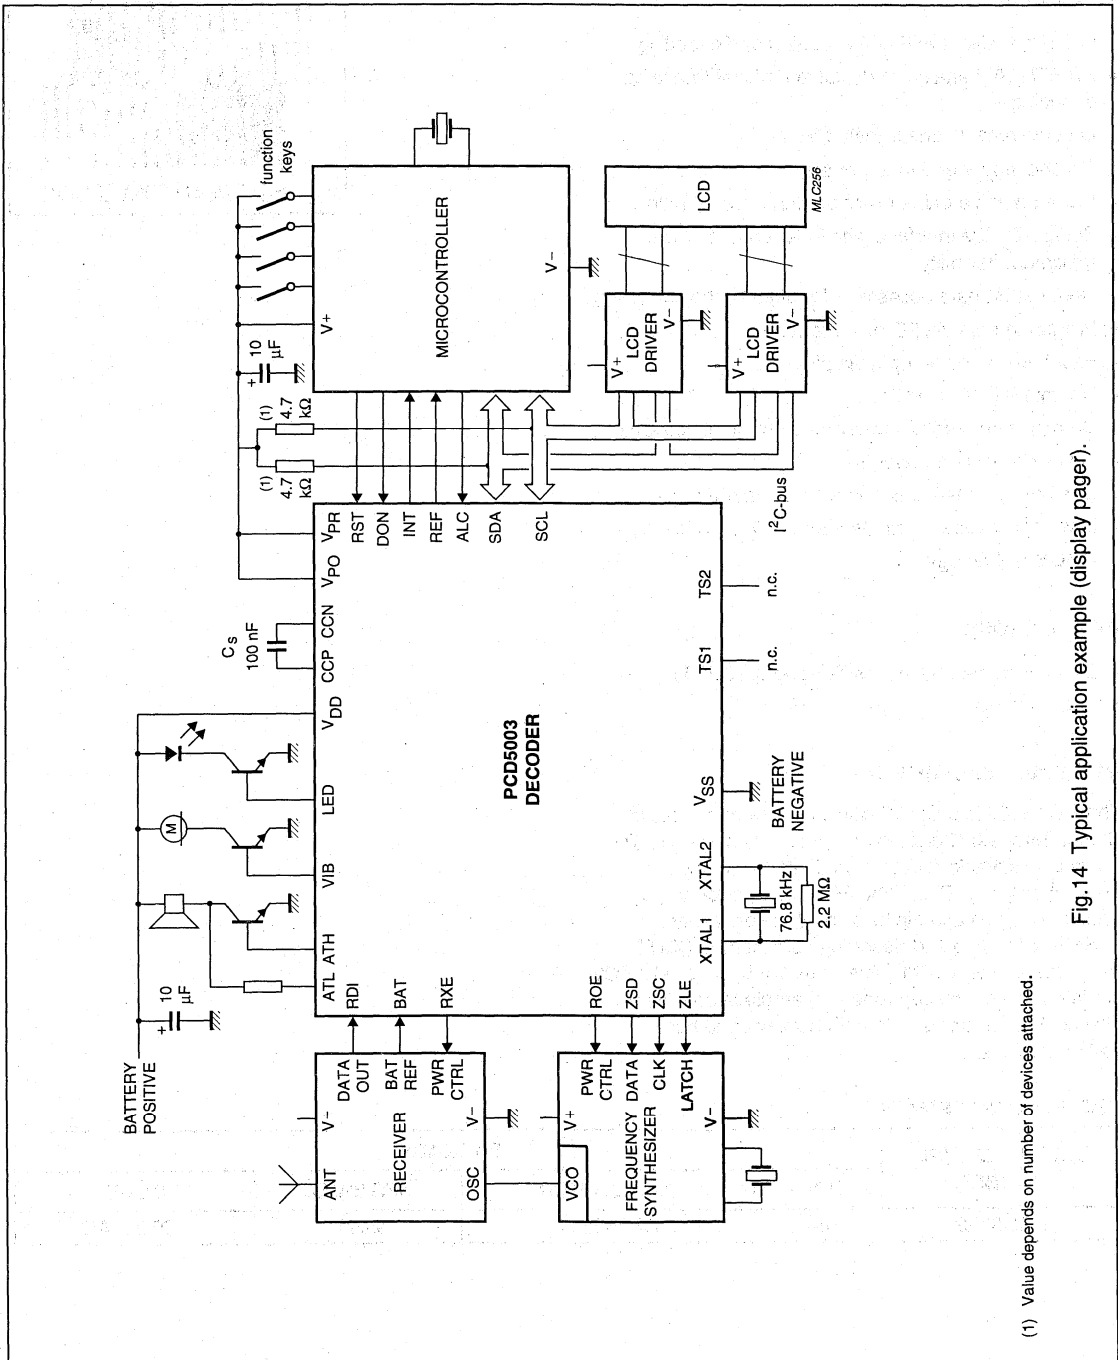 BATTERY
POSITIVE
+
10
µF
ATL
ATH
VIB
M
LED
VDD
CCP
CCN
Cs
100 nF
VPO
VPR
(1)
4.7
kΩ
(1)
4.7
kΩ
+
10
µF
function
keys
ANT
V-
DATA
OUT
BAT
REF
PWR
CTRL
RECEIVER
OSC
V-
RDI
BAT
RXE
VCO
V+
PWR
CTRL
DATA
CLK
LATCH
FREQUENCY
SYNTHESIZER
V-
ROE
ZSD
ZSC
ZLE
PCD5003
DECODER
XTAL1
XTAL2
76.8 kHz
2.2 MΩ
VSS
BATTERY
NEGATIVE
TS1
n.c.
TS2
n.c.
RST
DON
INT
REF
ALC
SDA
SCL
I2C-bus
V+
MICROCONTROLLER
V-
V+
LCD
DRIVER
V-
V+
LCD
DRIVER
V-
LCD
MLC256
(1) Value depends on number of devices attached.
Fig.14 Typical application example (display pager).